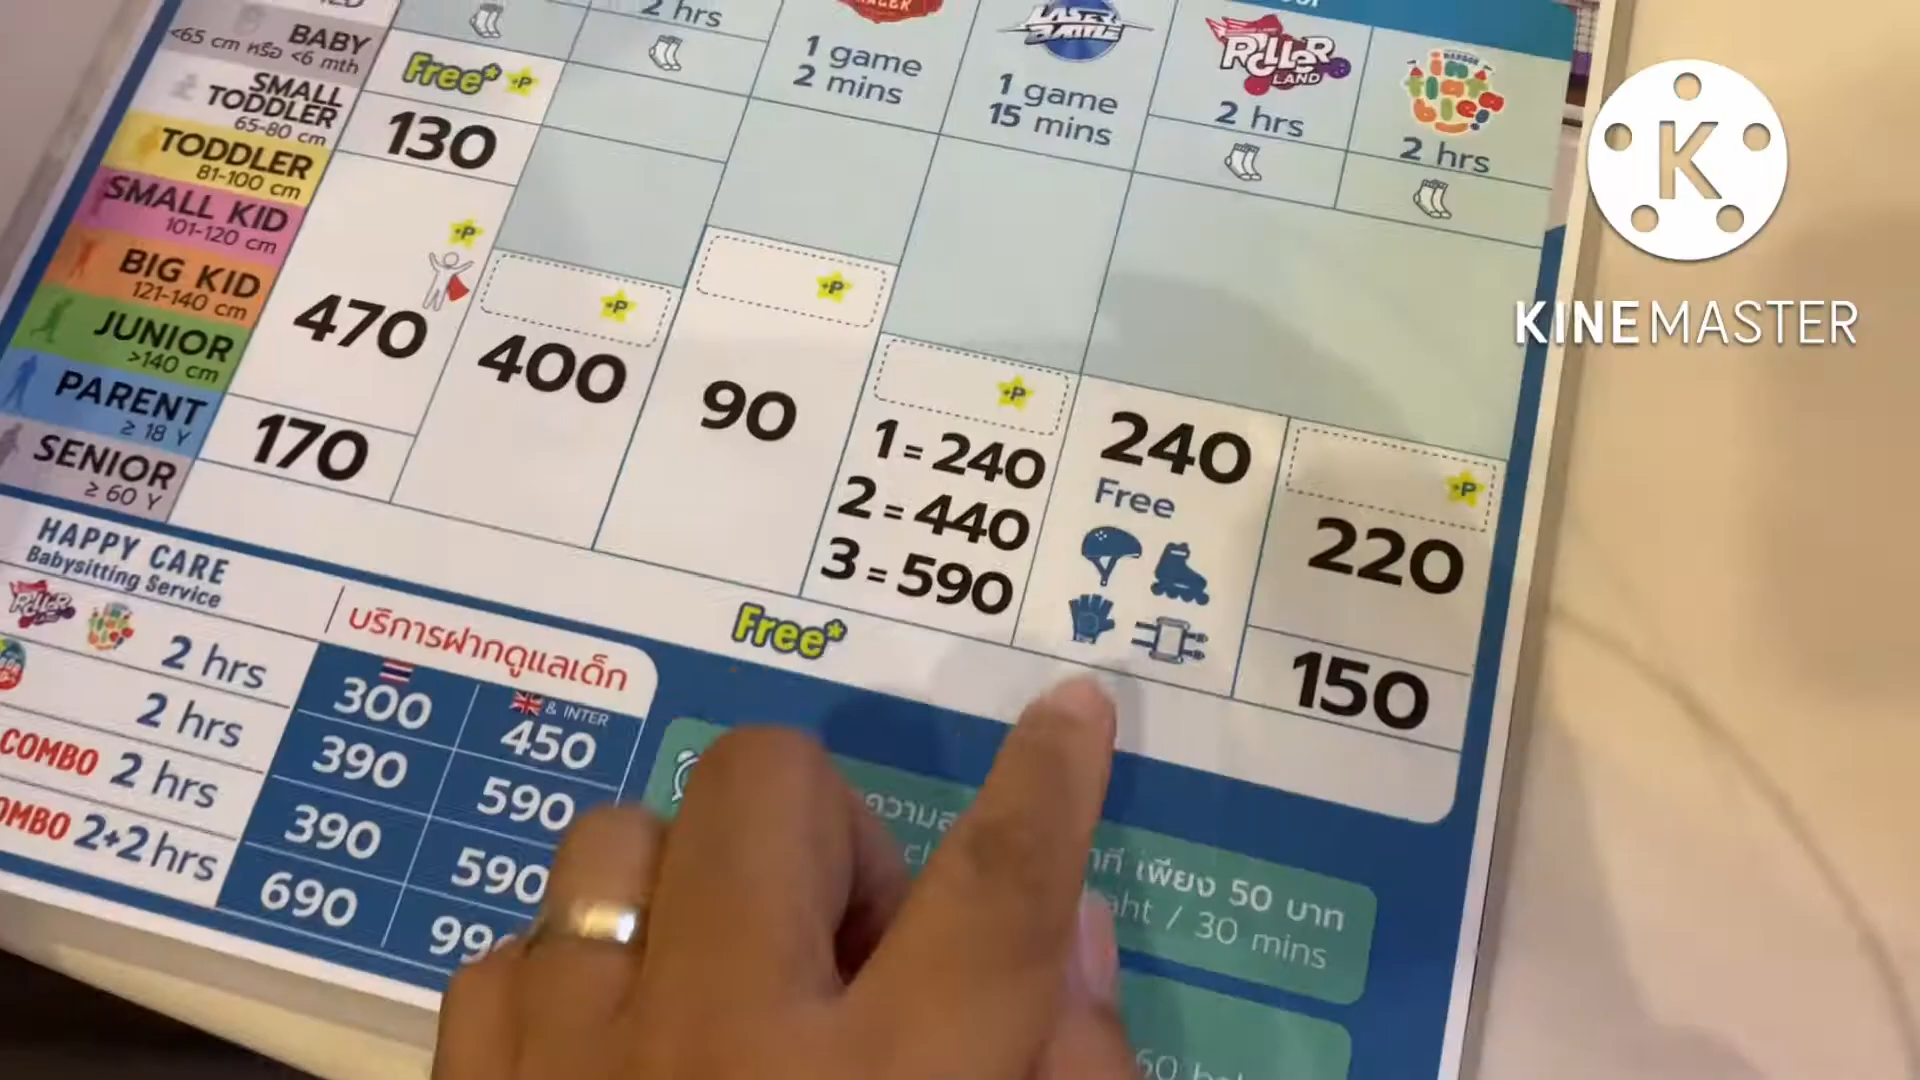 2 hrs
BABY
<65 cm หรือ <6 mth
SMALL
TODDLER
65-80 cm
TODDLER
81-100 cm
SMALL KID
101-120 cm
BIG KID
121-140 cm
JUNIOR
>140 cm
PARENT
≥ 18 Y
SENIOR
≥ 60 Y
Free* +P
130
+P
470
170
+P
400
1 game
2 mins
+P
90
LASER BATTLE
1 game
15 mins
+P
1 = 240
2 = 440
3 = 590
ROLLER LAND
2 hrs
240
Free
2 hrs
+P
220
150
Free*
HAPPY CARE
Babysitting Service
บริการฝากดูแลเด็ก
& INTER
ROLLER
2 hrs
300
450
2 hrs
390
590
COMBO 2 hrs
390
590
2+2 hrs
690
เพียง 50 บาท
/ 30 mins
K
KINEMASTER